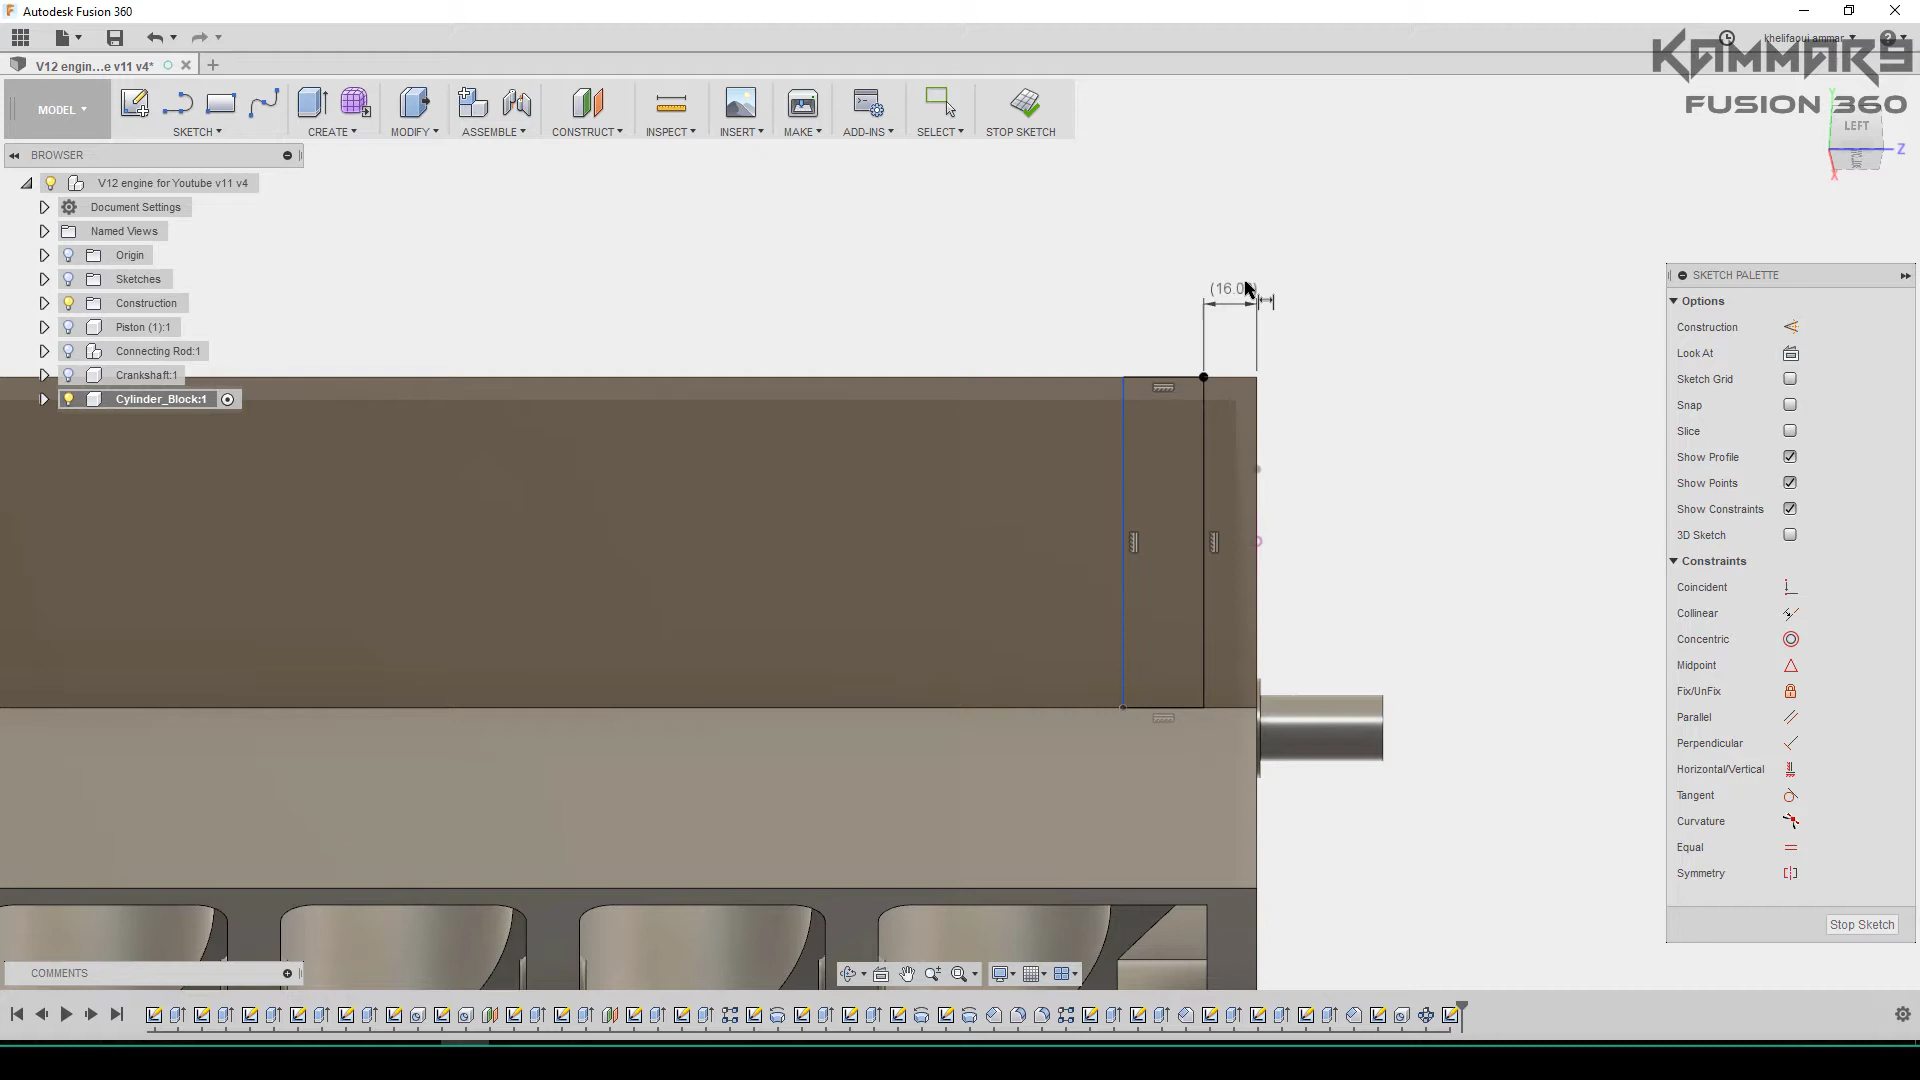 Autodesk Fusion 360
khelifaoui ammar
KAMMAR9
FUSION 360
V12 engin...e v11 v4*
MODEL
SKETCH
CREATE
MODIFY
ASSEMBLE
CONSTRUCT
INSPECT
INSERT
MAKE
ADD-INS
SELECT
STOP SKETCH
Y
LEFT
Z
X
BROWSER
V12 engine for Youtube v11 v4
Document Settings
Named Views
Origin
Sketches
Construction
Piston (1):1
Connecting Rod:1
Crankshaft:1
Cylinder_Block:1
SKETCH PALETTE
Options
Construction
Look At
Sketch Grid
Snap
Slice
Show Profile
Show Points
Show Constraints
3D Sketch
Constraints
Coincident
Collinear
Concentric
Midpoint
Fix/UnFix
Parallel
Perpendicular
Horizontal/Vertical
Tangent
Curvature
Equal
Symmetry
Stop Sketch
COMMENTS